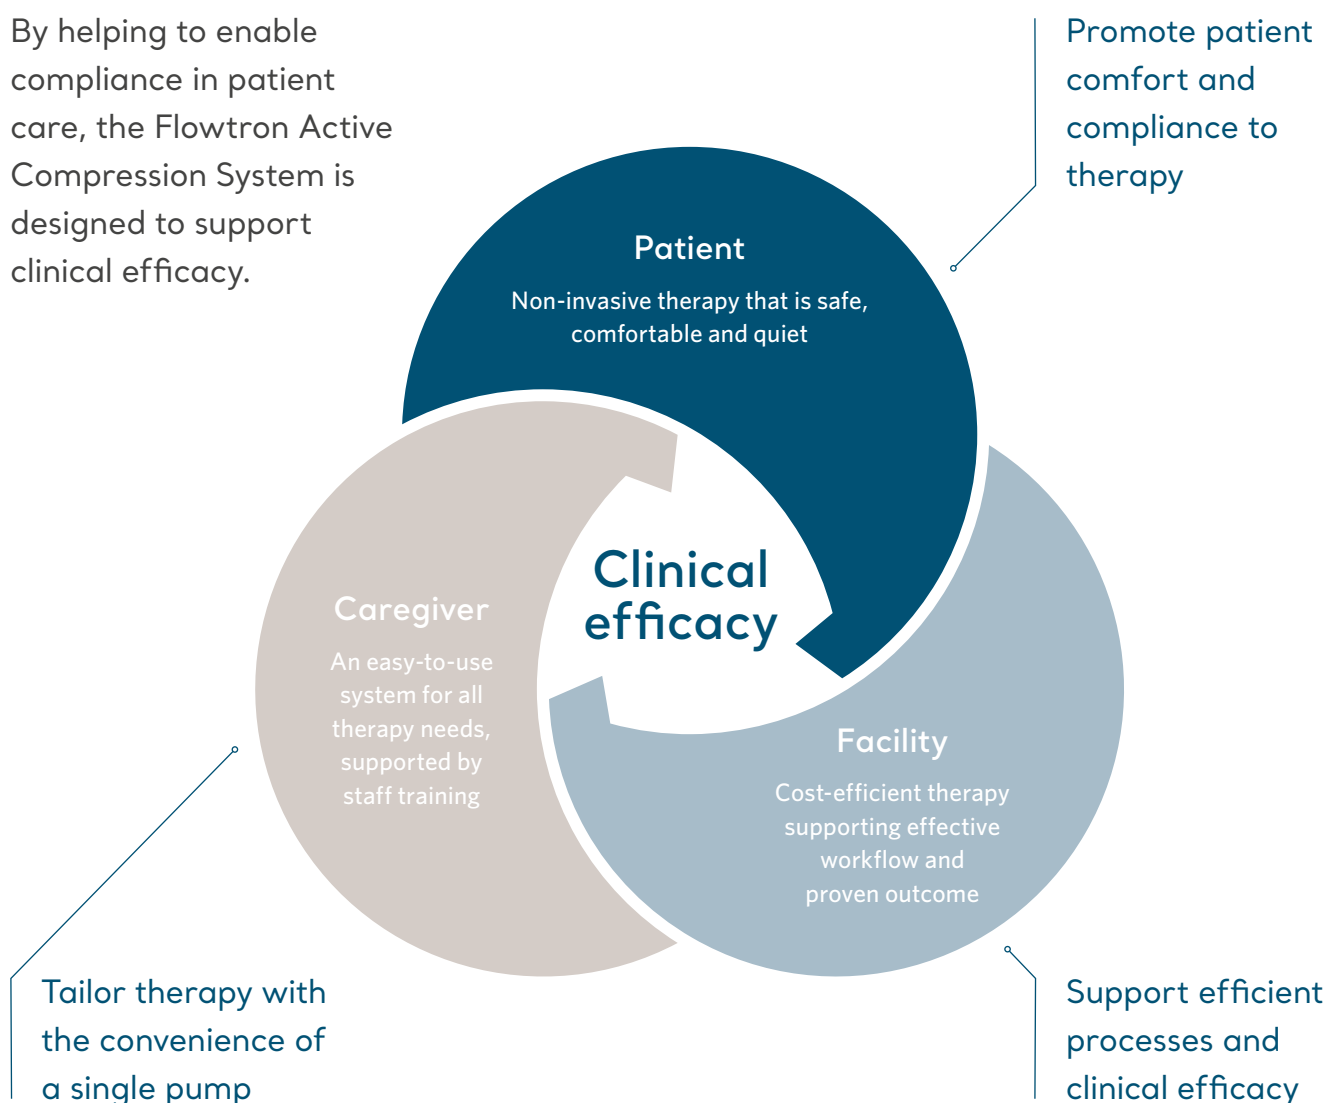 By helping to enable
compliance in patient
care, the Flowtron Active
Compression System is
designed to support
clinical efficacy.
Promote patient
comfort and
compliance to
therapy
Patient
Non-invasive therapy that is safe,
comfortable and quiet
Clinical
efficacy
Caregiver
An easy-to-use
system for all
therapy needs,
supported by
staff training
Facility
Cost-efficient therapy
supporting effective
workflow and
proven outcome
Tailor therapy with
the convenience of
a single pump
Support efficient
processes and
clinical efficacy